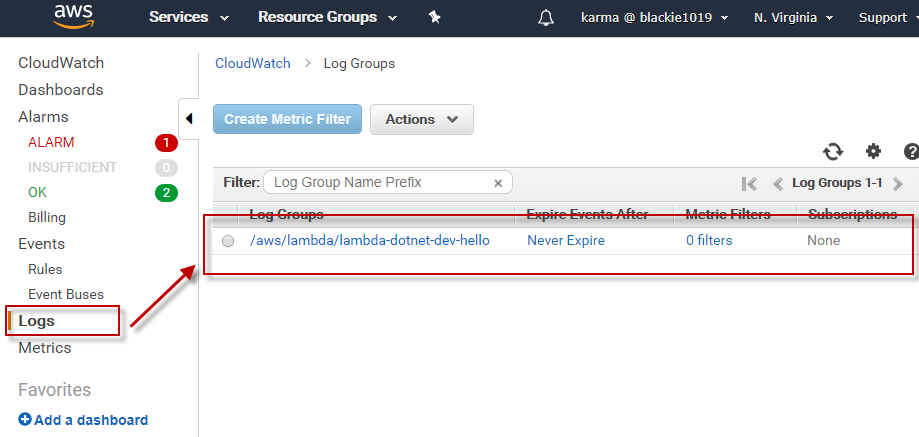 aws Services Resource Groups karma @ blackie1019 N. Virginia Support
CloudWatch
Dashboards
Alarms
ALARM 1
INSUFFICIENT 0
OK 2
Billing
Events
Rules
Event Buses
Logs
Metrics
Favorites
Add a dashboard
CloudWatch > Log Groups
Create Metric Filter Actions
Filter: Log Group Name Prefix × Log Groups 1-1
Log Groups Expire Events After Metric Filters Subscriptions
/aws/lambda/lambda-dotnet-dev-hello Never Expire 0 filters None